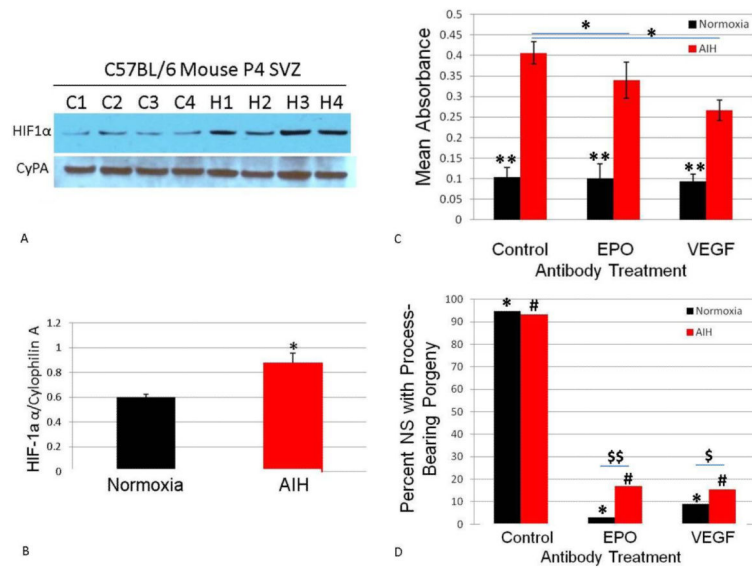 C57BL/6 Mouse P4 SVZ
C1 C2 C3 C4 H1 H2 H3 H4
HIF1α
CyPA
A
HIF-1a α/Cylophilin A
1.2
1
0.8
0.6
0.4
0.2
0
*
Normoxia AIH
B
Mean Absorbance
0.5
0.45
0.4
0.35
0.3
0.25
0.2
0.15
0.1
0.05
0
Normoxia
AIH
* *
** ** **
Control EPO VEGF
Antibody Treatment
C
Percent NS with Process-
Bearing Porgeny
100
90
80
70
60
50
40
30
20
10
0
Normoxia
AIH
* #
$$ $
* # * #
Control EPO VEGF
Antibody Treatment
D